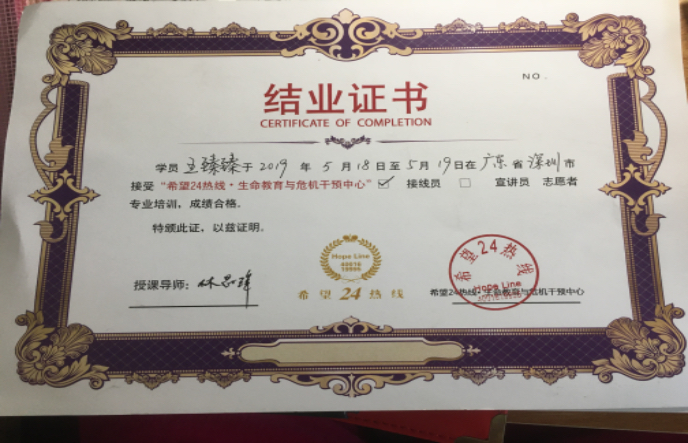 NO.
结业证书
CERTIFICATE OF COMPLETION
学员 王臻臻于 2019 年 5 月 18 日至 5 月 19 日在 广东 省 深圳 市
接受“希望24热线·生命教育与危机干预中心”☑ 接线员 □ 宣讲员 志愿者
专业培训，成绩合格。
特颁此证，以兹证明。
授课导师：
Hope Line
希望24热线
希望24热线
Hope Line
希望24热线·生命教育与危机干预中心